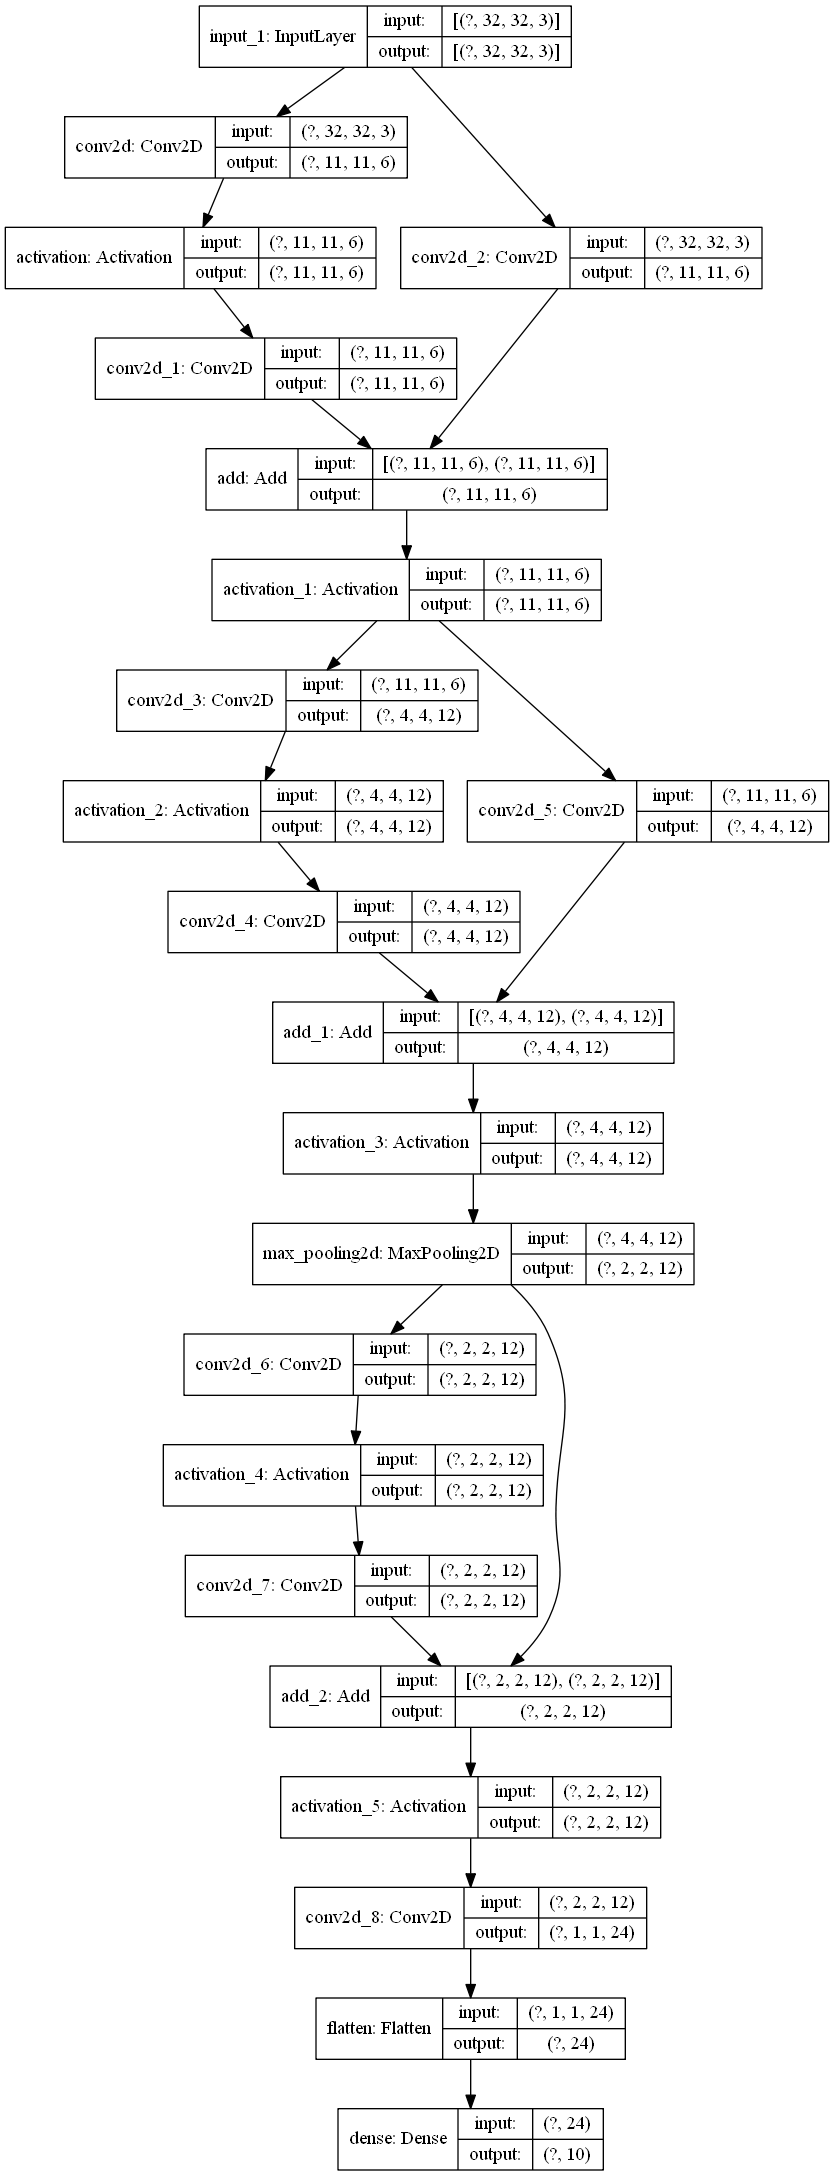 input_1: InputLayer
input: [(?, 32, 32, 3)]
output: [(?, 32, 32, 3)]
conv2d: Conv2D
input: (?, 32, 32, 3)
output: (?, 11, 11, 6)
activation: Activation
input: (?, 11, 11, 6)
output: (?, 11, 11, 6)
conv2d_2: Conv2D
input: (?, 32, 32, 3)
output: (?, 11, 11, 6)
conv2d_1: Conv2D
input: (?, 11, 11, 6)
output: (?, 11, 11, 6)
add: Add
input: [(?, 11, 11, 6), (?, 11, 11, 6)]
output: (?, 11, 11, 6)
activation_1: Activation
input: (?, 11, 11, 6)
output: (?, 11, 11, 6)
conv2d_3: Conv2D
input: (?, 11, 11, 6)
output: (?, 4, 4, 12)
activation_2: Activation
input: (?, 4, 4, 12)
output: (?, 4, 4, 12)
conv2d_5: Conv2D
input: (?, 11, 11, 6)
output: (?, 4, 4, 12)
conv2d_4: Conv2D
input: (?, 4, 4, 12)
output: (?, 4, 4, 12)
add_1: Add
input: [(?, 4, 4, 12), (?, 4, 4, 12)]
output: (?, 4, 4, 12)
activation_3: Activation
input: (?, 4, 4, 12)
output: (?, 4, 4, 12)
max_pooling2d: MaxPooling2D
input: (?, 4, 4, 12)
output: (?, 2, 2, 12)
conv2d_6: Conv2D
input: (?, 2, 2, 12)
output: (?, 2, 2, 12)
activation_4: Activation
input: (?, 2, 2, 12)
output: (?, 2, 2, 12)
conv2d_7: Conv2D
input: (?, 2, 2, 12)
output: (?, 2, 2, 12)
add_2: Add
input: [(?, 2, 2, 12), (?, 2, 2, 12)]
output: (?, 2, 2, 12)
activation_5: Activation
input: (?, 2, 2, 12)
output: (?, 2, 2, 12)
conv2d_8: Conv2D
input: (?, 2, 2, 12)
output: (?, 1, 1, 24)
flatten: Flatten
input: (?, 1, 1, 24)
output: (?, 24)
dense: Dense
input: (?, 24)
output: (?, 10)